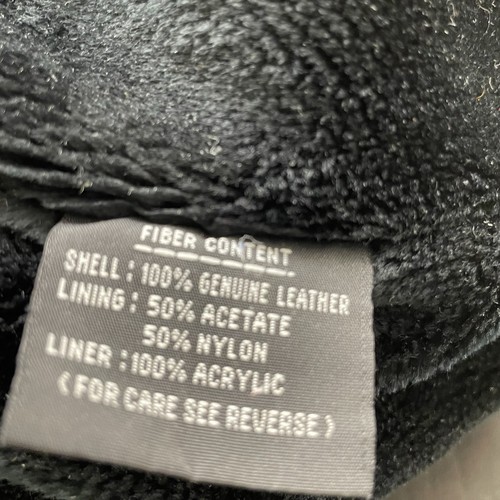 FIBER CONTENT
SHELL: 100% GENUINE LEATHER
LINING: 50% ACETATE
50% NYLON
LINER: 100% ACRYLIC
(FOR CARE SEE REVERSE)